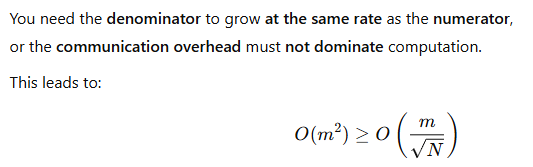 You need the denominator to grow at the same rate as the numerator,
or the communication overhead must not dominate computation.
This leads to:
O(m²) ≥ O(m/√N)